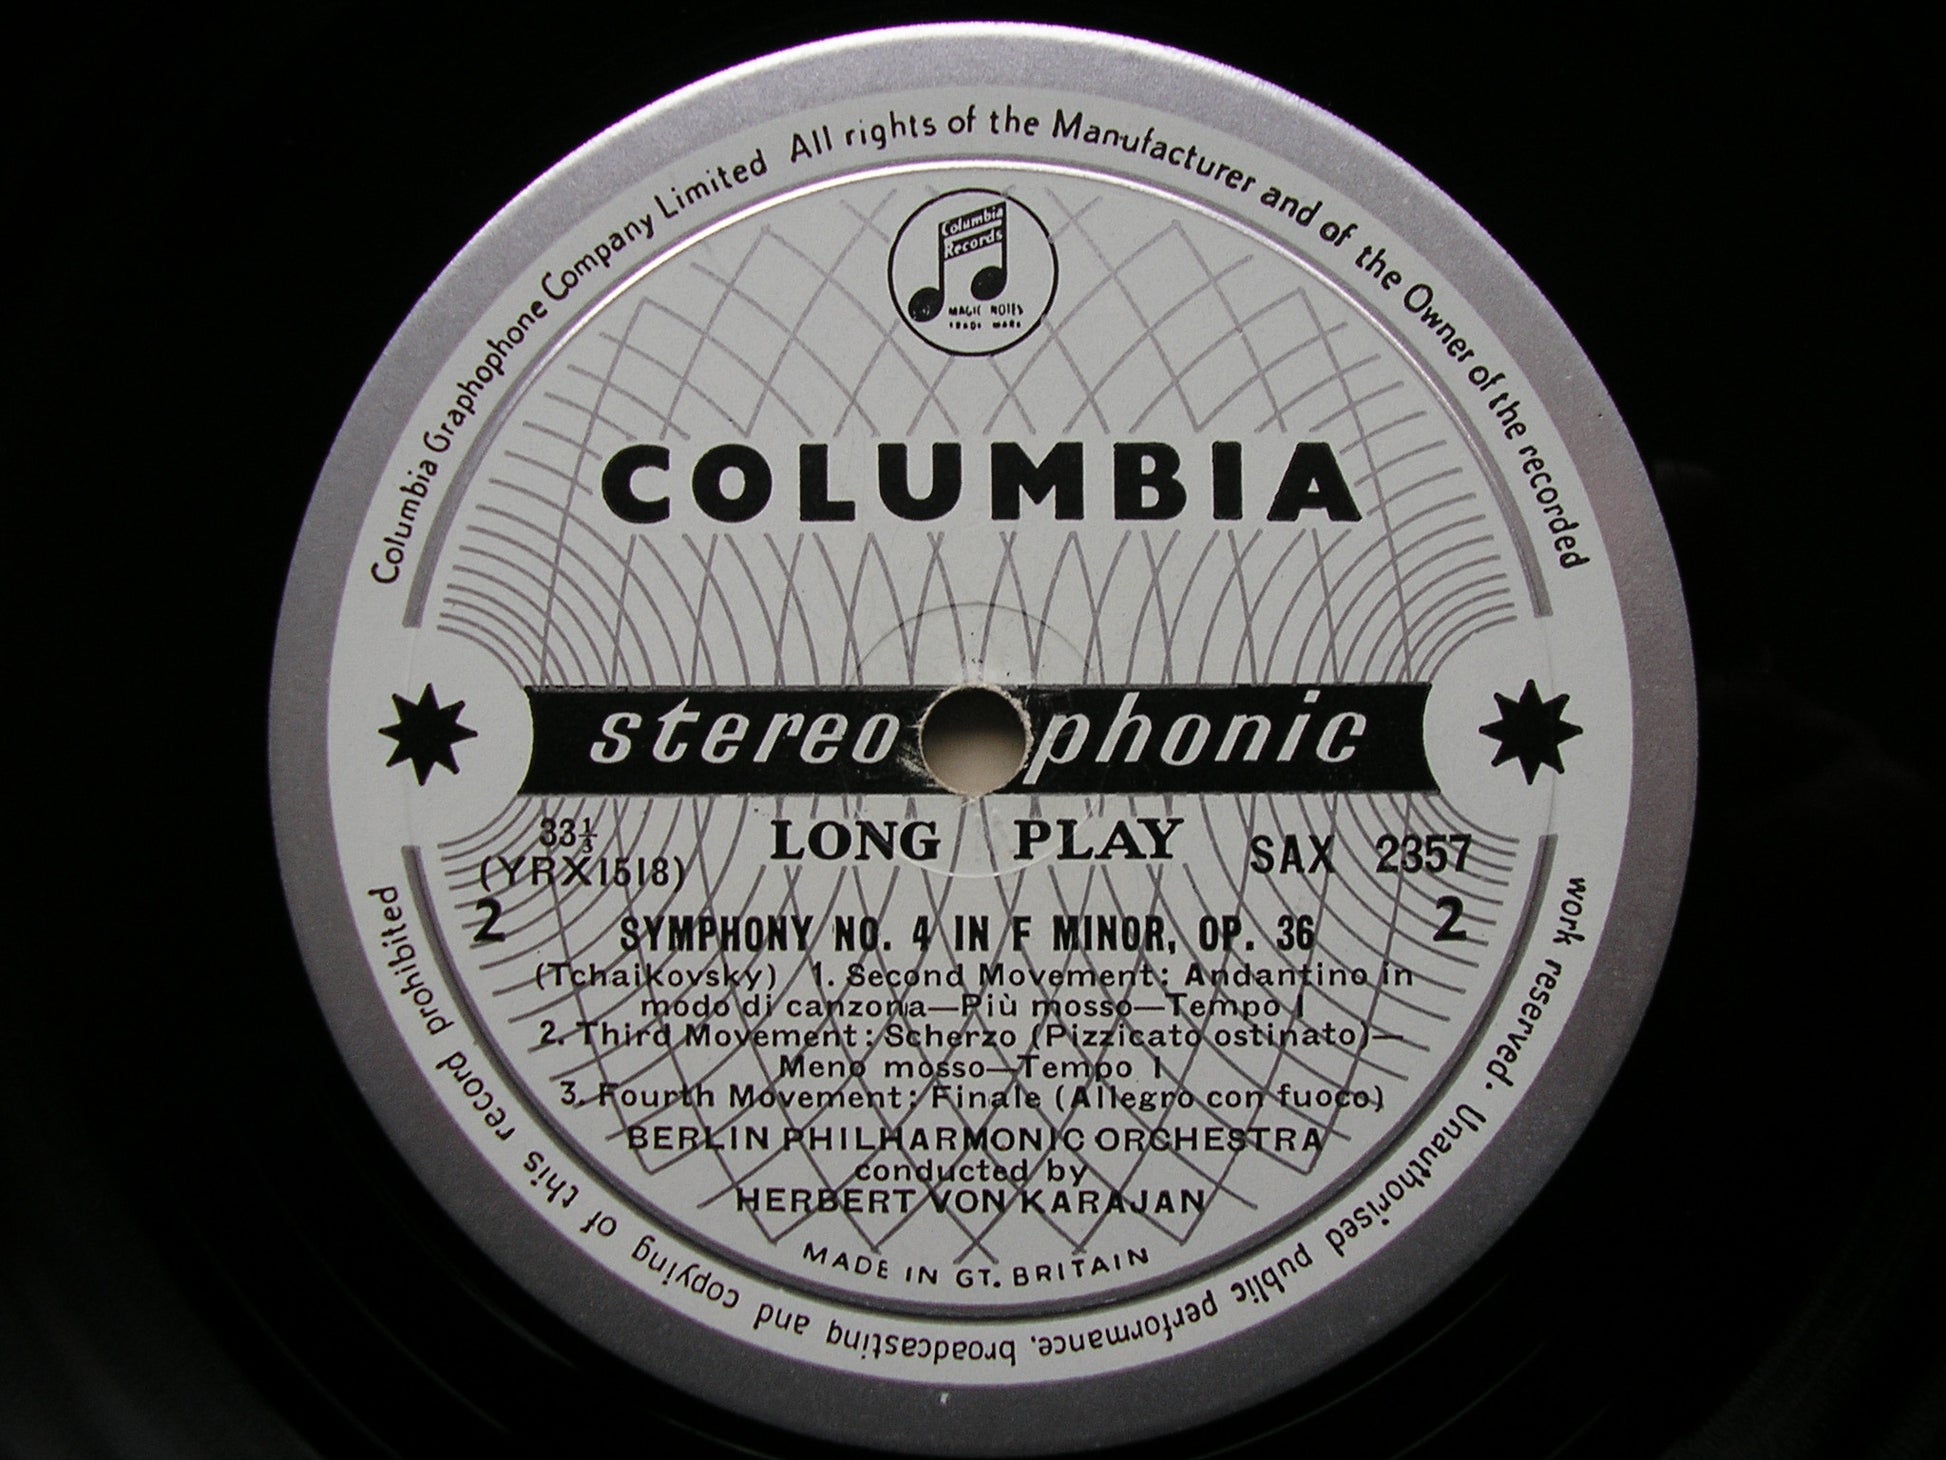 Columbia Graphophone Company Limited All rights of the Manufacturer and of the Owner of the recorded
work reserved. Unauthorised public performance, broadcasting and copying of this record prohibited
Columbia
Records
MAGIC NOTES
TRADE MARK
COLUMBIA
stereophonic
33⅓ LONG PLAY SAX 2357
(YRX1518)
2 2
SYMPHONY NO. 4 IN F MINOR, OP. 36
(Tchaikovsky) 1. Second Movement: Andantino in
modo di canzona—Più mosso—Tempo I
2. Third Movement: Scherzo (Pizzicato ostinato)—
Meno mosso—Tempo I
3. Fourth Movement: Finale (Allegro con fuoco)
BERLIN PHILHARMONIC ORCHESTRA
conducted by
HERBERT VON KARAJAN
MADE IN GT. BRITAIN